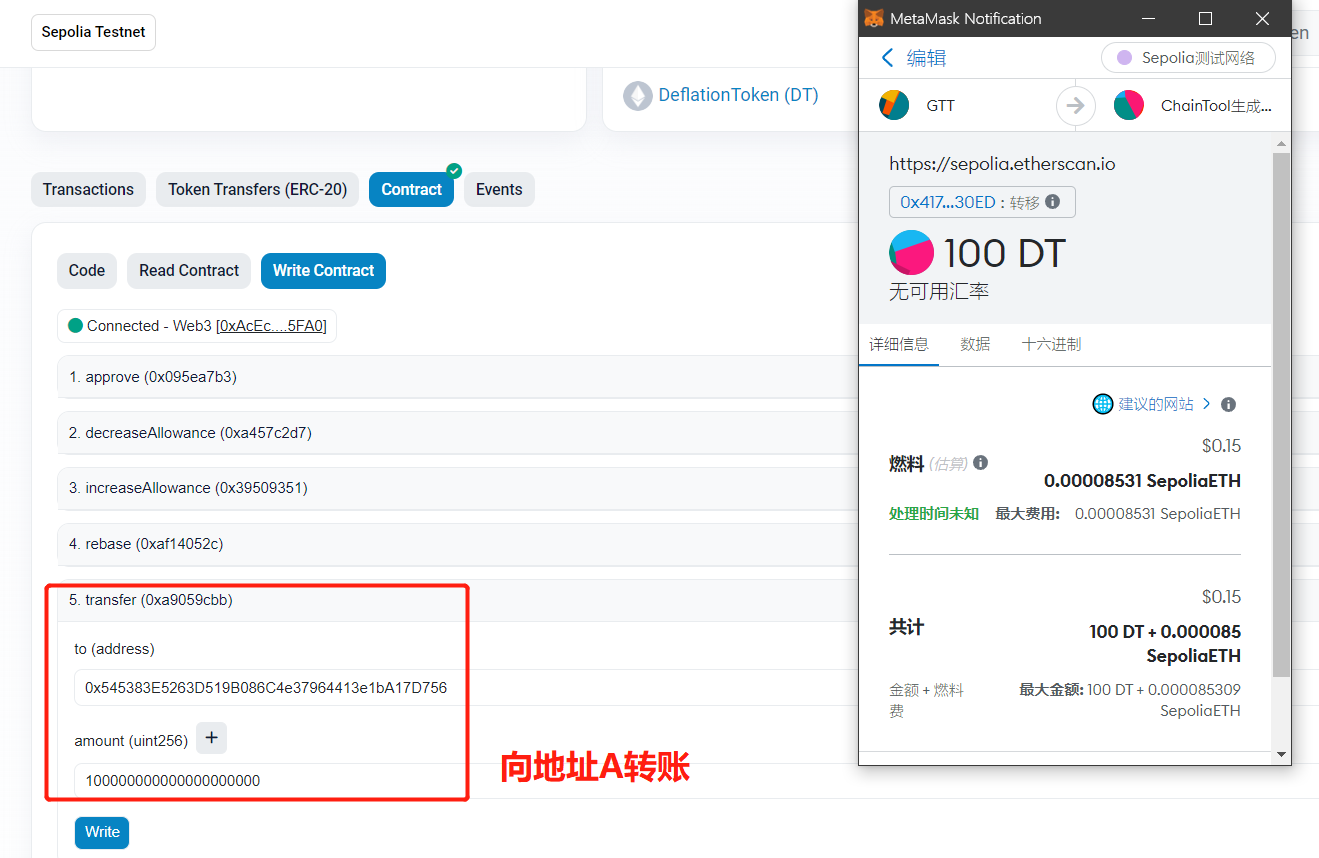 Sepolia Testnet
DeflationToken (DT)
Transactions
Token Transfers (ERC-20)
Contract
Events
Code
Read Contract
Write Contract
Connected - Web3 [0xAcEc....5FA0]
1. approve (0x095ea7b3)
2. decreaseAllowance (0xa457c2d7)
3. increaseAllowance (0x39509351)
4. rebase (0xaf14052c)
5. transfer (0xa9059cbb)
to (address)
0x545383E5263D519B086C4e37964413e1bA17D756
amount (uint256) +
100000000000000000000
Write
向地址A转账
en
MetaMask Notification
编辑
Sepolia测试网络
GTT
ChainTool生成...
https://sepolia.etherscan.io
0x417...30ED : 转移
100 DT
无可用汇率
详细信息
数据
十六进制
建议的网站
$0.15
燃料 (估算)
0.00008531 SepoliaETH
处理时间未知 最大费用: 0.00008531 SepoliaETH
$0.15
共计
100 DT + 0.000085
SepoliaETH
金额 + 燃料
费
最大金额: 100 DT + 0.000085309
SepoliaETH